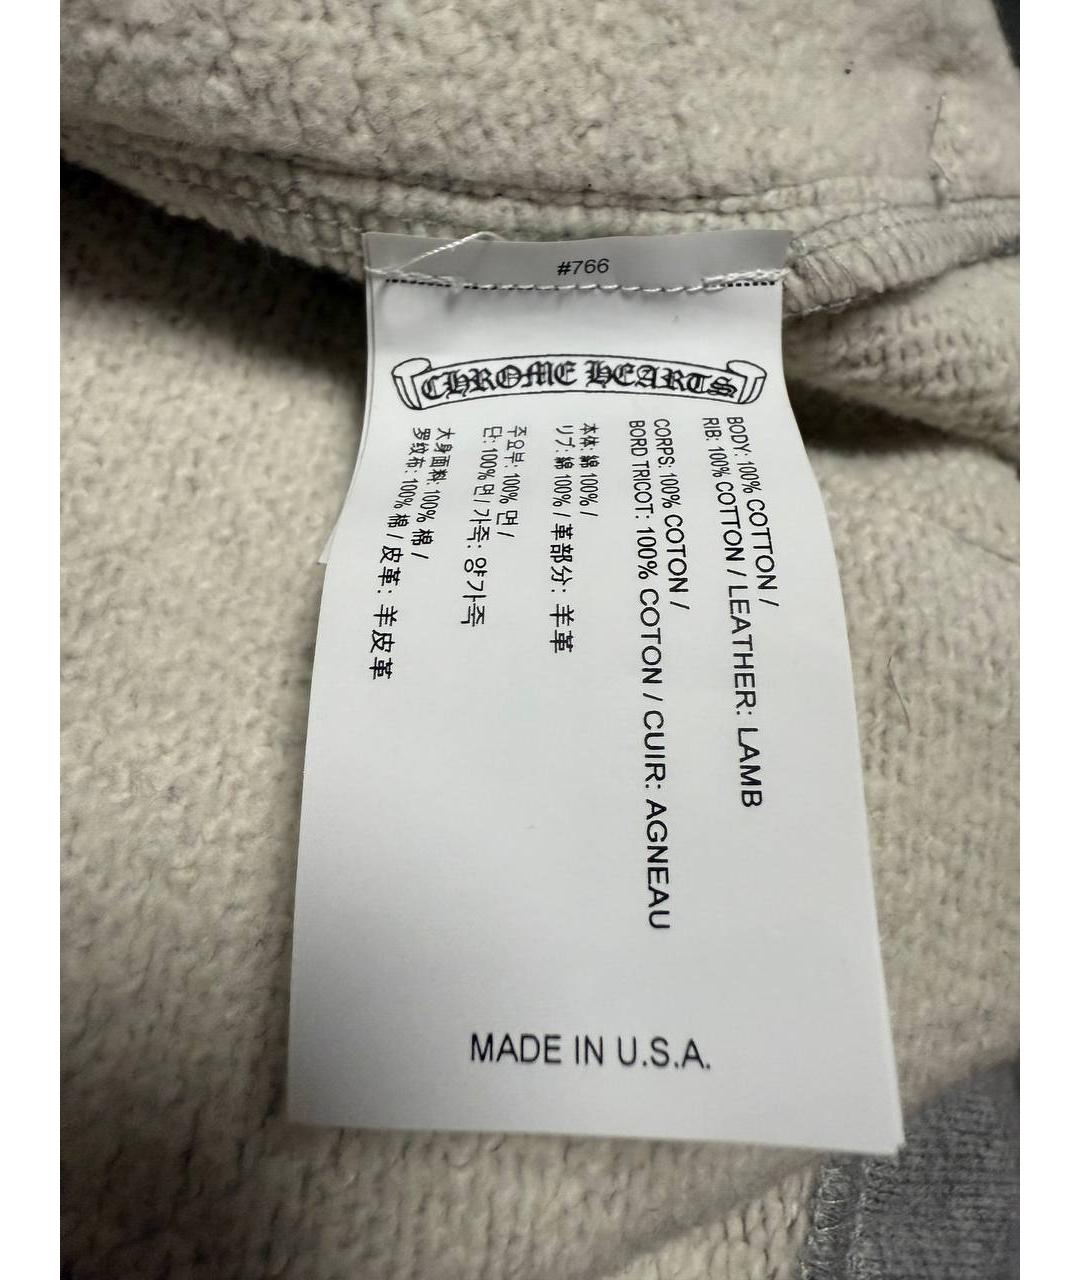 #766
CHROME HEARTS
BODY: 100% COTTON /
RIB: 100% COTTON / LEATHER: LAMB
CORPS: 100% COTON /
BORD TRICOT: 100% COTON / CUIR: AGNEAU
本体: 綿 100% /
リブ: 綿 100% / 革部分: 羊革
주요부: 100% 면 /
단: 100% 면 / 가죽: 양가죽
大身面料: 100% 棉 /
罗纹布: 100% 棉 / 皮革: 羊皮革
MADE IN U.S.A.